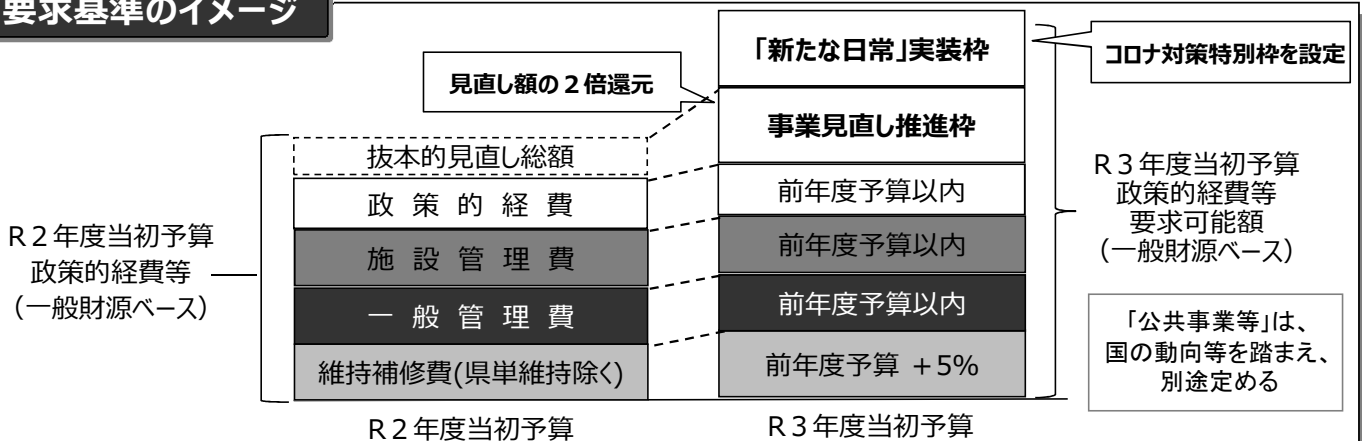 要求基準のイメージ
「新たな日常」実装枠
コロナ対策特別枠を設定
見直し額の２倍還元
事業見直し推進枠
抜本的見直し総額
政 策 的 経 費
前年度予算以内
施 設 管 理 費
前年度予算以内
一 般 管 理 費
前年度予算以内
維持補修費(県単維持除く)
前年度予算 ＋5%
Ｒ２年度当初予算
政策的経費等
（一般財源ベース）
Ｒ３年度当初予算
政策的経費等
要求可能額
（一般財源ベース）
「公共事業等」は、
国の動向等を踏まえ、
別途定める
Ｒ２年度当初予算
Ｒ３年度当初予算